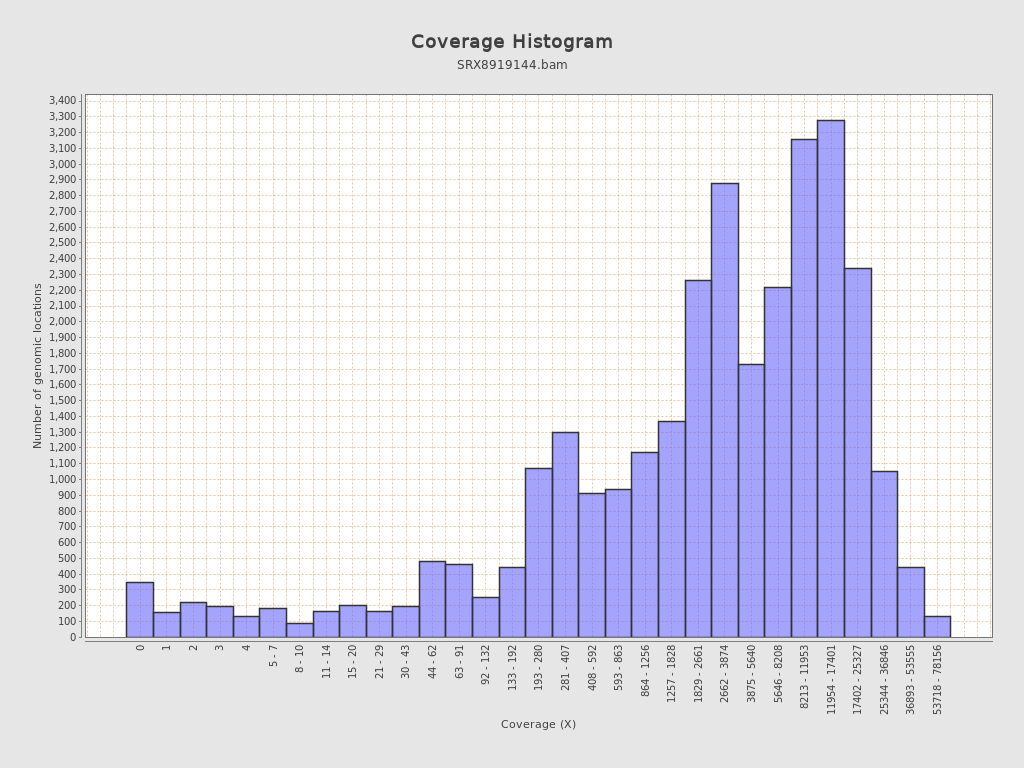 Coverage Histogram
SRX8919144.bam
3,400
3,300
3,200
3,100
3,000
2,900
2,800
2,700
2,600
2,500
2,400
2,300
2,200
2,100
2,000
1,900
1,800
1,700
1,600
1,500
1,400
1,300
1,200
1,100
1,000
900
800
700
600
500
400
300
200
100
0
Number of genomic locations
0
1
2
3
4
5 - 7
8 - 10
11 - 14
15 - 20
21 - 29
30 - 43
44 - 62
63 - 91
92 - 132
133 - 192
193 - 280
281 - 407
408 - 592
593 - 863
864 - 1256
1257 - 1828
1829 - 2661
2662 - 3874
3875 - 5640
5646 - 8208
8213 - 11953
11954 - 17401
17402 - 25327
25344 - 36846
36893 - 53555
53718 - 78156
Coverage (X)